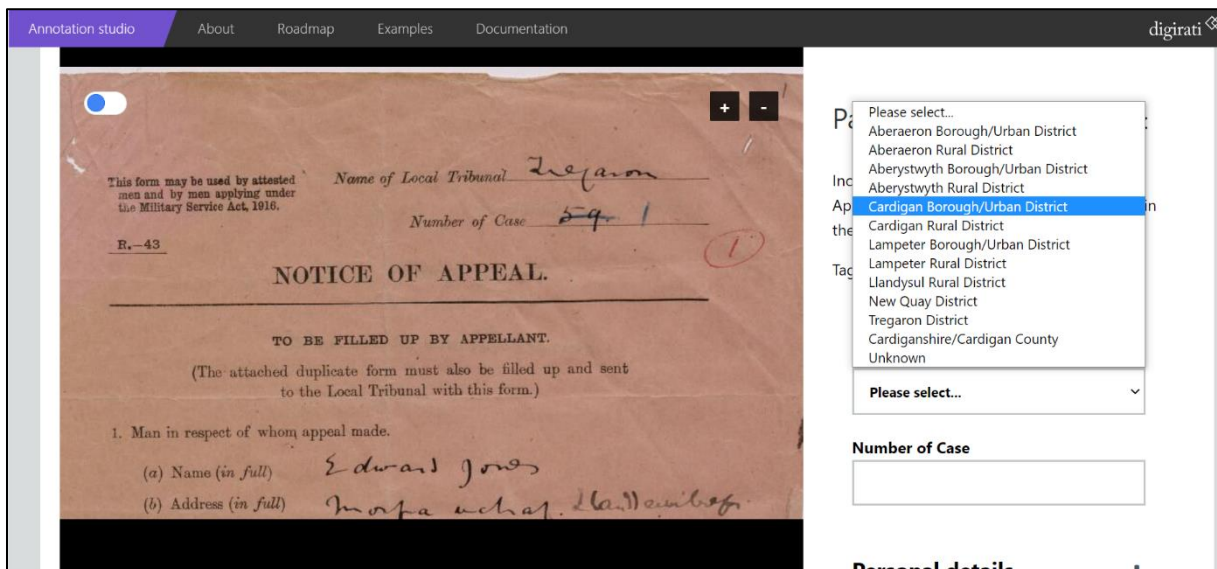 Annotation studio About Roadmap Examples Documentation digirati
+ -
This form may be used by attested
men and by men applying under
the Military Service Act, 1916.
R.—43
Name of Local Tribunal Tregaron
Number of Case 59. 1
1
NOTICE OF APPEAL.
TO BE FILLED UP BY APPELLANT.
(The attached duplicate form must also be filled up and sent
to the Local Tribunal with this form.)
1. Man in respect of whom appeal made.
(a) Name (in full) Edward Jones
(b) Address (in full) Morfa
Please select...
Aberaeron Borough/Urban District
Aberaeron Rural District
Aberystwyth Borough/Urban District
Aberystwyth Rural District
Cardigan Borough/Urban District
Cardigan Rural District
Lampeter Borough/Urban District
Lampeter Rural District
Llandysul Rural District
New Quay District
Tregaron District
Cardiganshire/Cardigan County
Unknown
Please select...
Number of Case
Personal details